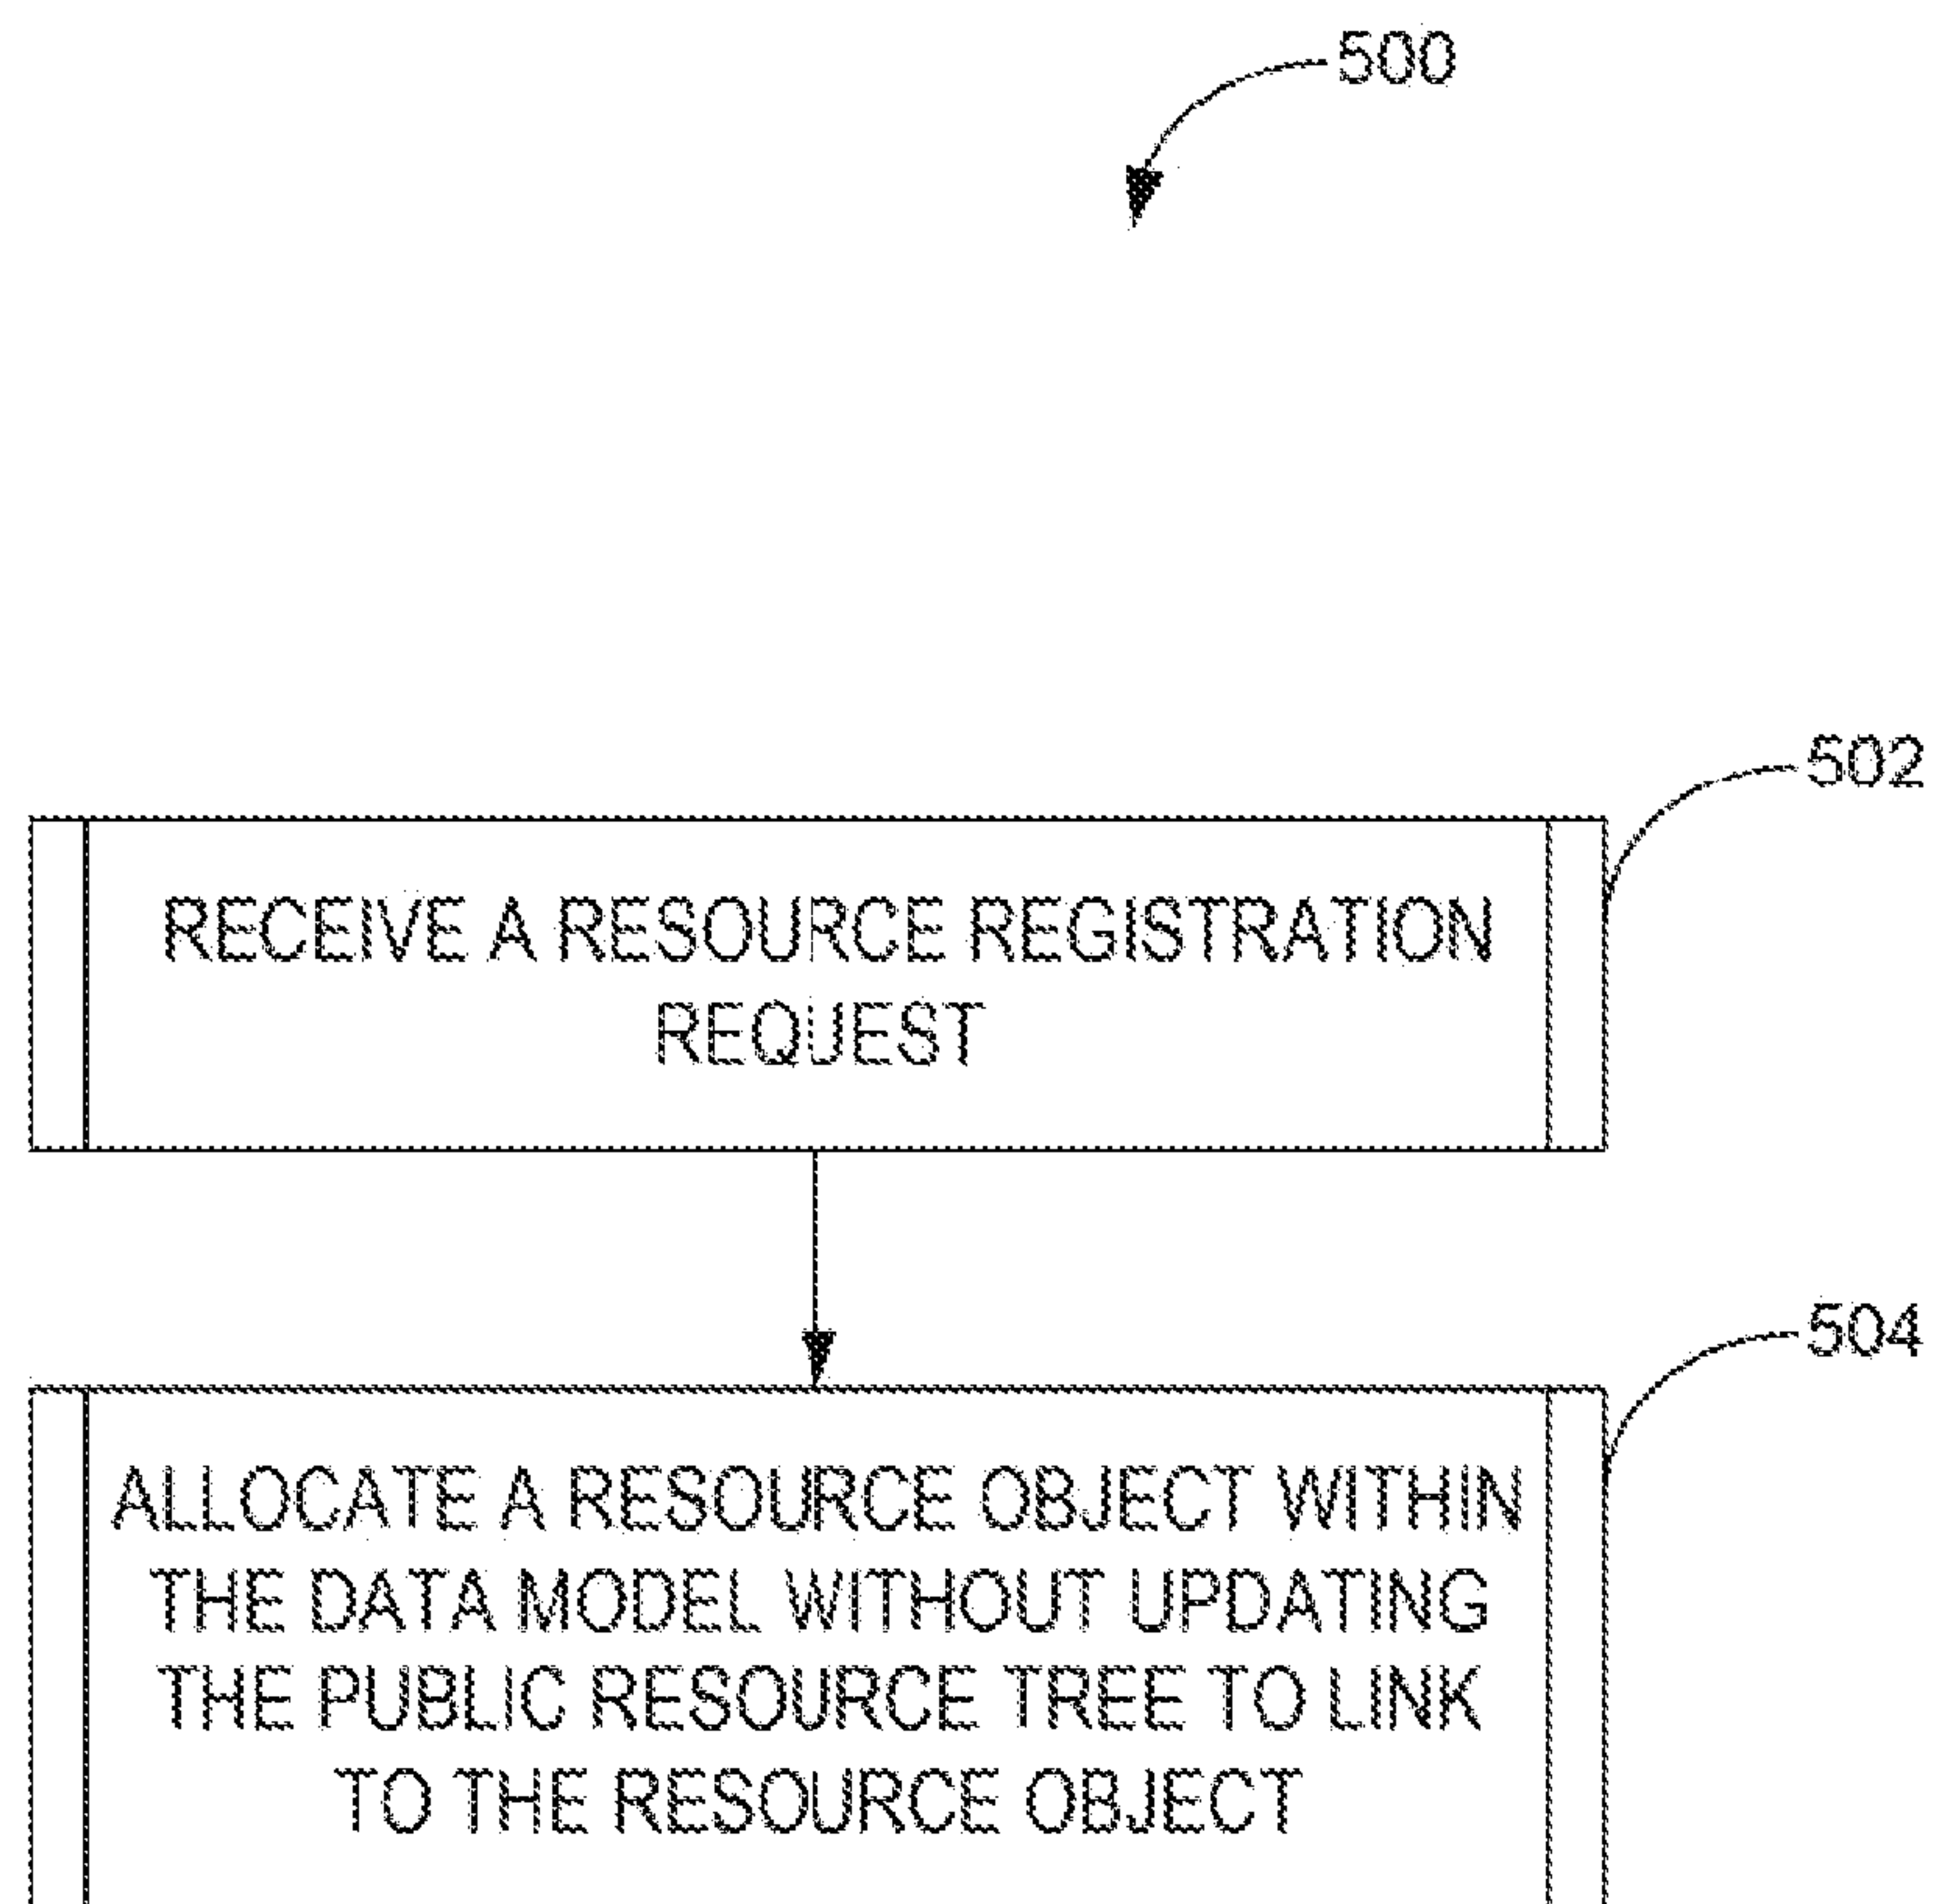 500
502
RECEIVE A RESOURCE REGISTRATION
REQUEST
504
ALLOCATE A RESOURCE OBJECT WITHIN
THE DATA MODEL WITHOUT UPDATING
THE PUBLIC RESOURCE TREE TO LINK
TO THE RESOURCE OBJECT